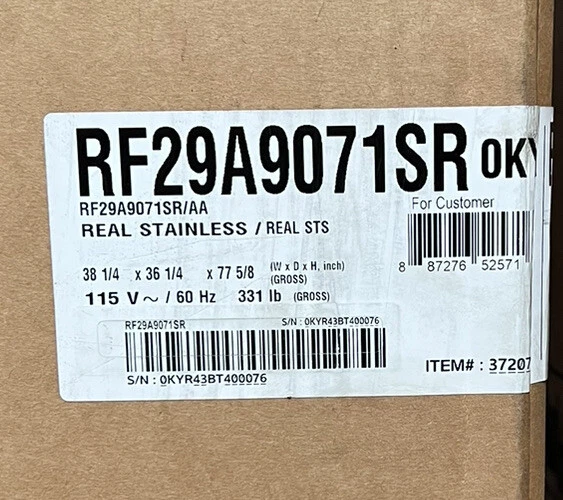 RF29A9071SR 0KY
RF29A9071SR/AA
For Customer
REAL STAINLESS / REAL STS
8 87276 52571
38 1/4 x 36 1/4 x 77 5/8 (W x D x H, inch)
(GROSS)
115 V ~ / 60 Hz 331 lb (GROSS)
RF29A9071SR S/N : 0KYR43BT400076
S/N : 0KYR43BT400076
ITEM# : 37207